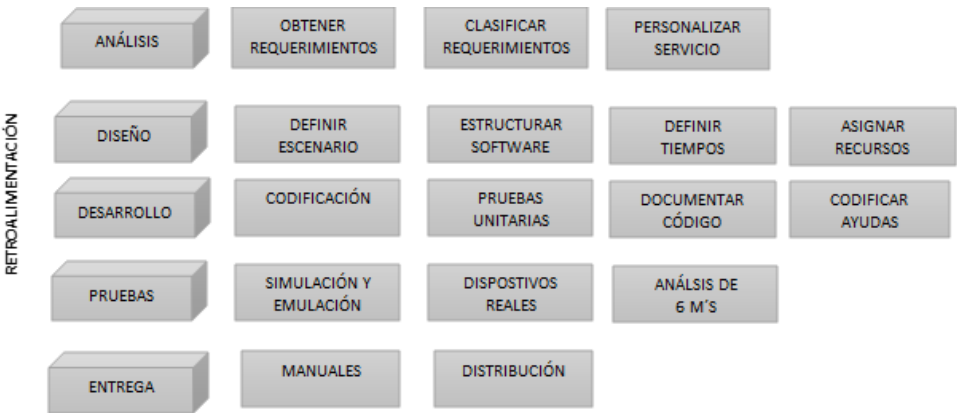 RETROALIMENTACIÓN
ANÁLISIS
OBTENER
REQUERIMIENTOS
CLASIFICAR
REQUERIMIENTOS
PERSONALIZAR
SERVICIO
DISEÑO
DEFINIR
ESCENARIO
ESTRUCTURAR
SOFTWARE
DEFINIR
TIEMPOS
ASIGNAR
RECURSOS
DESARROLLO
CODIFICACIÓN
PRUEBAS
UNITARIAS
DOCUMENTAR
CÓDIGO
CODIFICAR
AYUDAS
PRUEBAS
SIMULACIÓN Y
EMULACIÓN
DISPOSTIVOS
REALES
ANÁLSIS DE
6 M´S
ENTREGA
MANUALES
DISTRIBUCIÓN